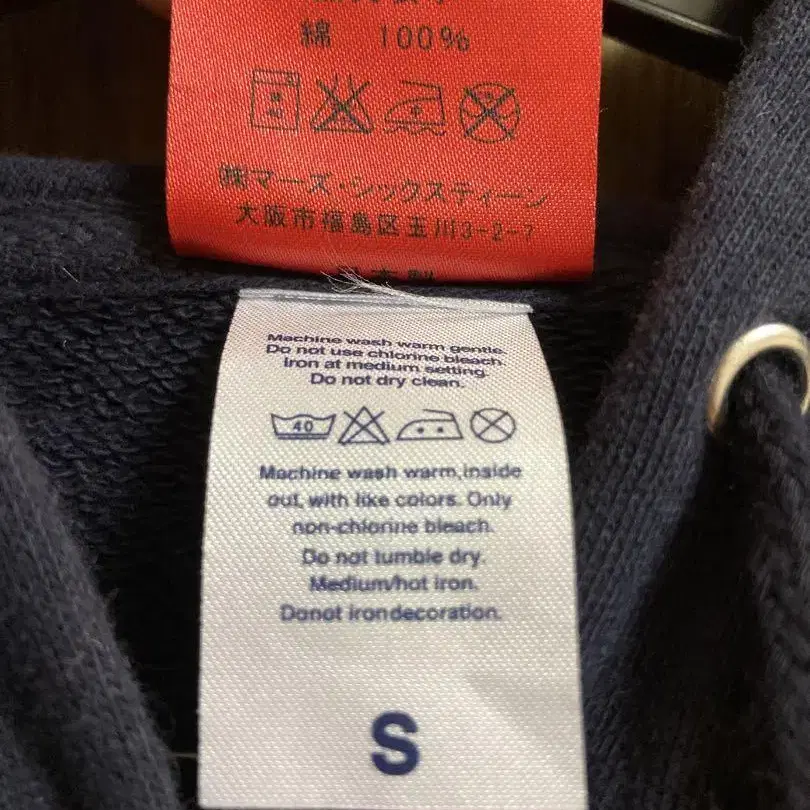 綿 100%
㈱マーズ・シックスティーン
大阪市福島区玉川3-2-7
Machine wash warm gentle.
Do not use chlorine bleach.
Iron at medium setting.
Do not dry clean.
40
Machine wash warm,inside
out, with like colors. Only
non-chlorine bleach.
Do not tumble dry.
Medium/hot iron.
Donot irondecoration.
S